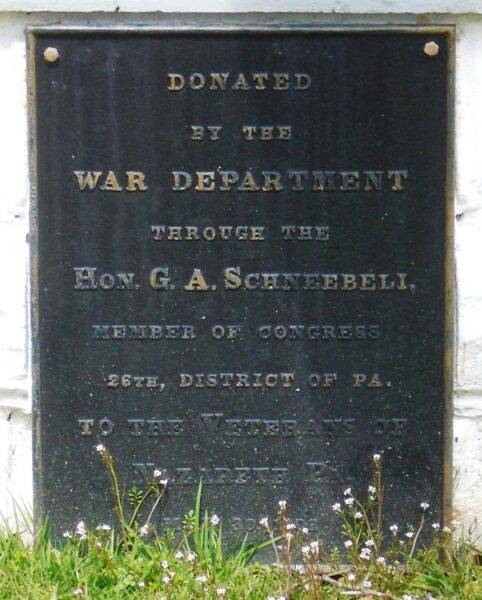 DONATED
BY THE
WAR DEPARTMENT
THROUGH THE
HON. G. A. SCHNEEBELI,
MEMBER OF CONGRESS
26TH, DISTRICT OF PA.
TO THE VETERANS OF
NAZARETH PA.